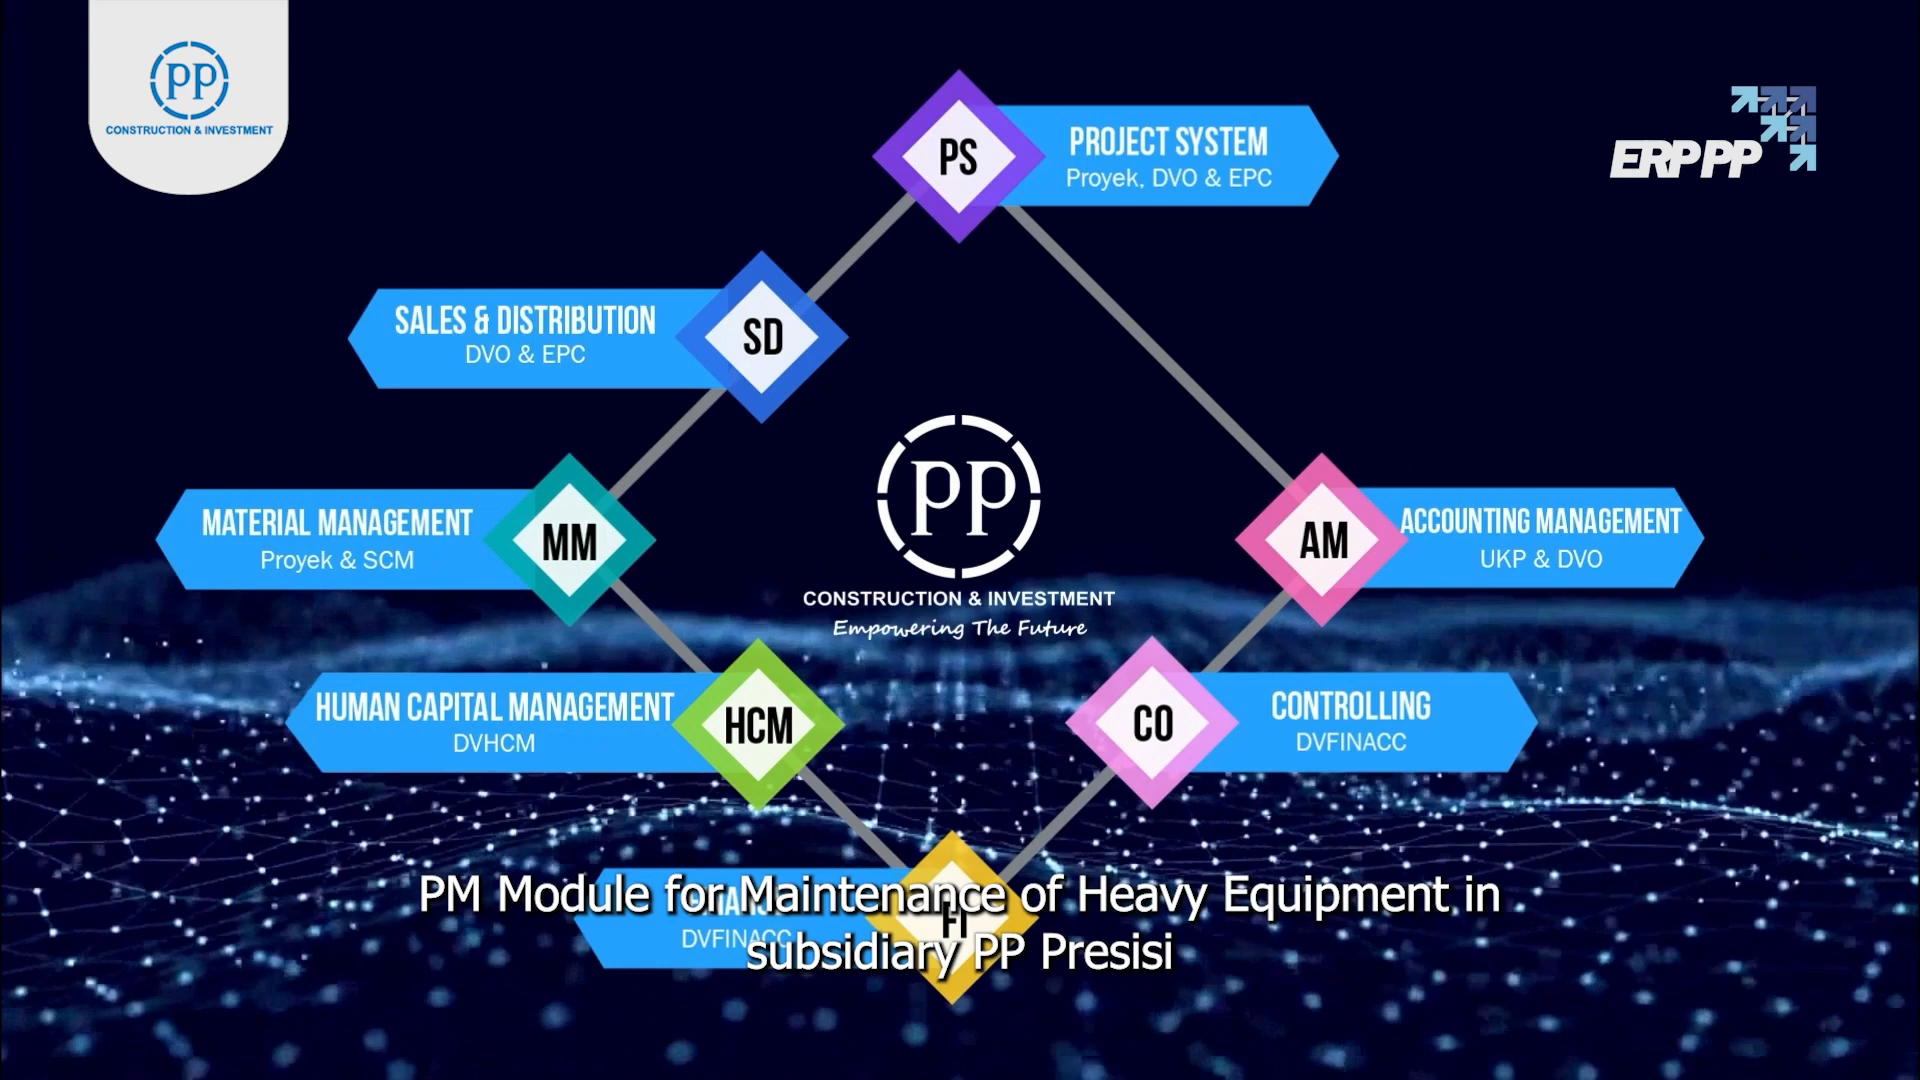 pp
CONSTRUCTION & INVESTMENT
ERP PP
PS
PROJECT SYSTEM
Proyek, DVO & EPC
SALES & DISTRIBUTION
DVO & EPC
SD
MATERIAL MANAGEMENT
Proyek & SCM
MM
pp
CONSTRUCTION & INVESTMENT
Empowering The Future
AM
ACCOUNTING MANAGEMENT
UKP & DVO
HUMAN CAPITAL MANAGEMENT
DVHCM
HCM
CO
CONTROLLING
DVFINACC
DVFINACC
FI
PM Module for Maintenance of Heavy Equipment in
subsidiary PP Presisi